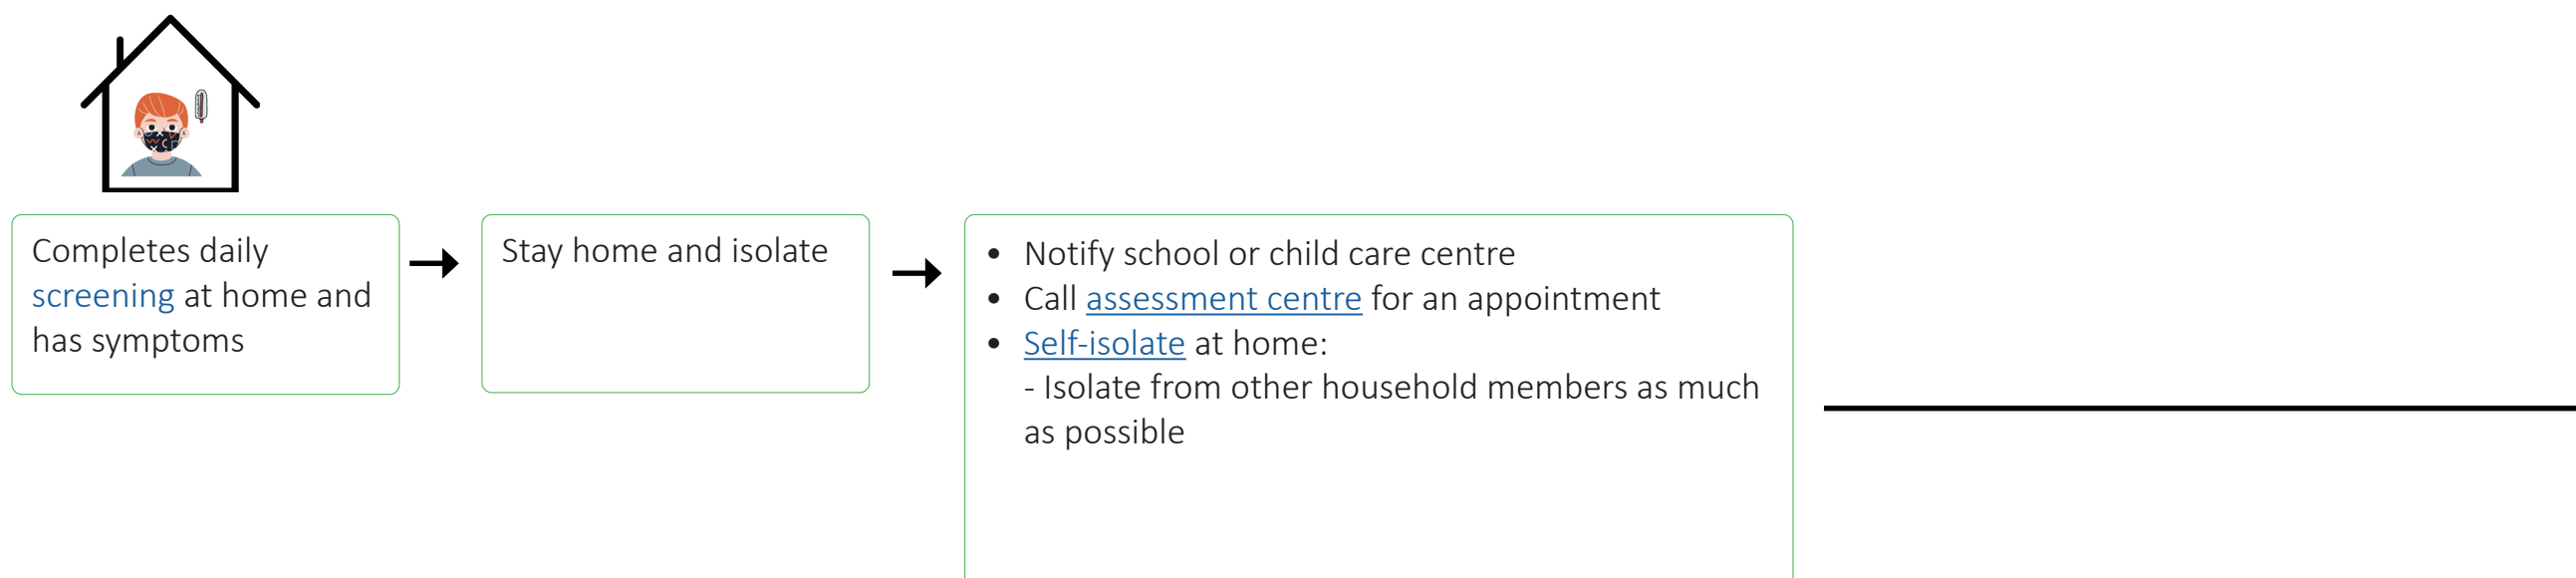 Completes daily
screening at home and
has symptoms
Stay home and isolate
• Notify school or child care centre
• Call assessment centre for an appointment
• Self-isolate at home:
- Isolate from other household members as much
as possible